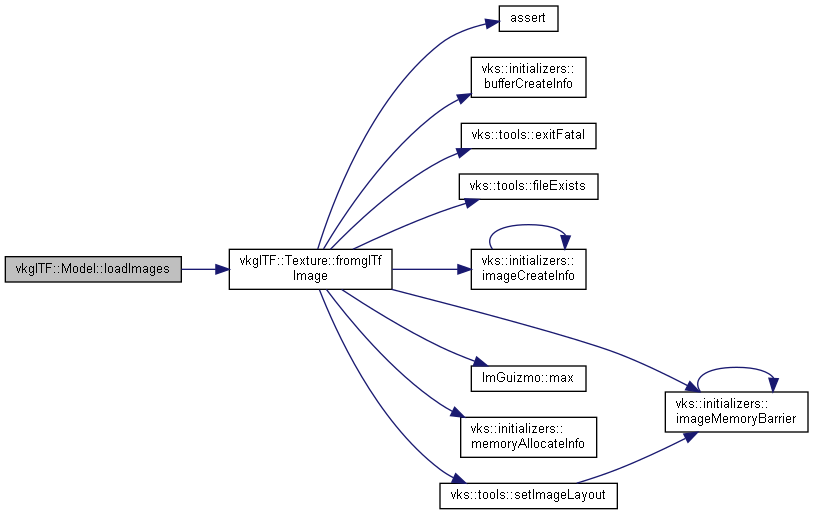 assert
vks::initializers::
bufferCreateInfo
vks::tools::exitFatal
vks::tools::fileExists
vkglTF::Model::loadImages
vkglTF::Texture::fromglTf
Image
vks::initializers::
imageCreateInfo
ImGuizmo::max
vks::initializers::
imageMemoryBarrier
vks::initializers::
memoryAllocateInfo
vks::tools::setImageLayout